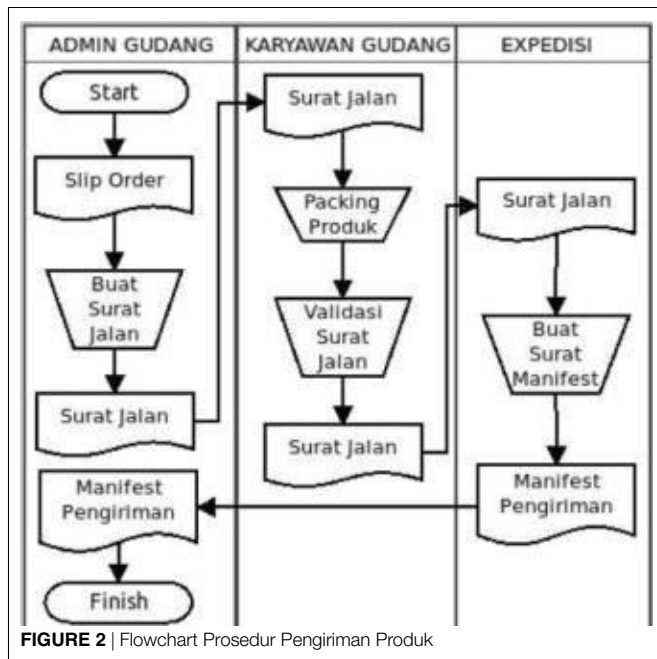 ADMIN GUDANG
KARYAWAN GUDANG
EXPEDISI
Start
Slip Order
Buat
Surat
Jalan
Surat Jalan
Manifest
Pengiriman
Finish
Surat Jalan
Packing
Produk
Validasi
Surat
Jalan
Surat Jalan
Surat Jalan
Buat
Surat
Manifest
Manifest
Pengiriman
FIGURE 2 | Flowchart Prosedur Pengiriman Produk